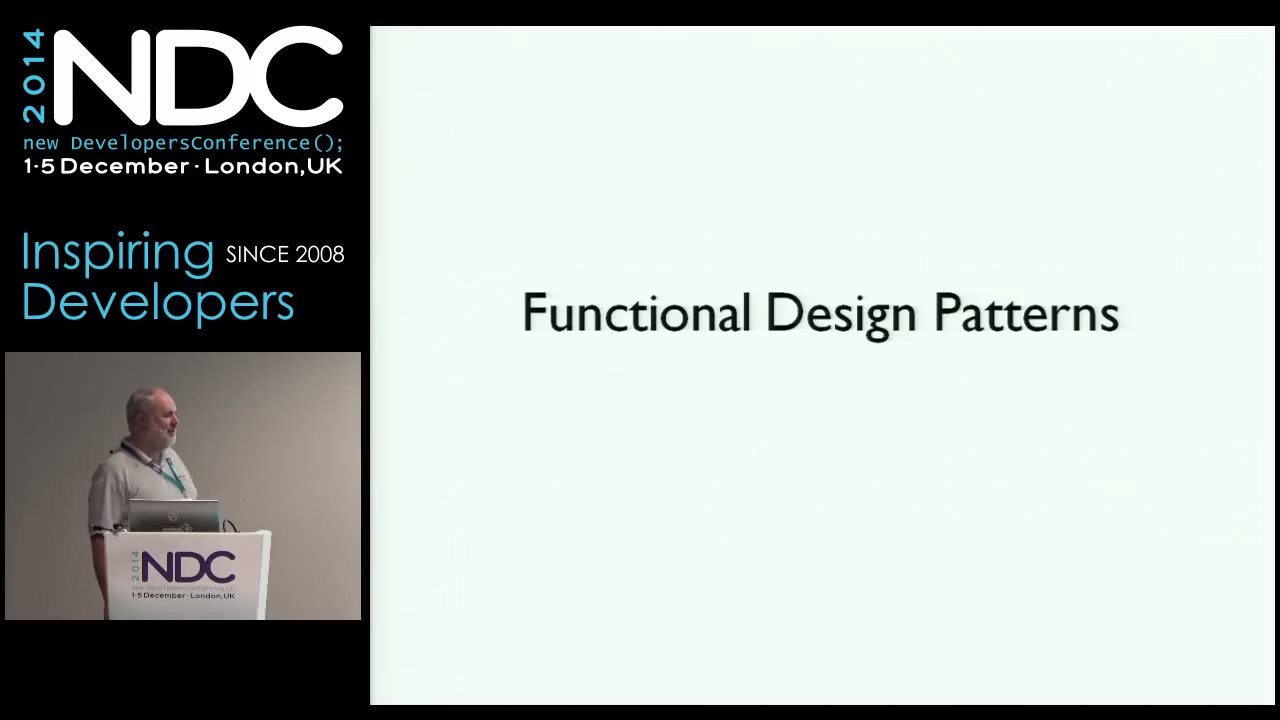 2014
NDC
new DevelopersConference();
1-5 December · London,UK
Inspiring SINCE 2008
Developers
Functional Design Patterns
2014
NDC
new DevelopersConference();
1-5 December · London,UK